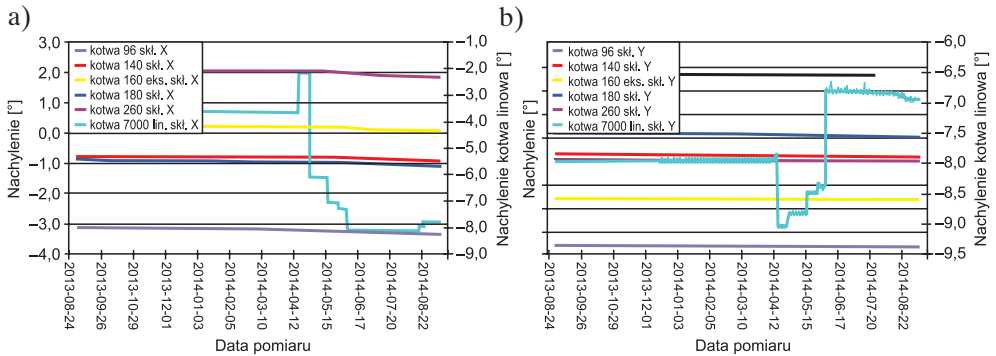 a)
Nachylenie [°]
3,0
2,0
1,0
0,0
–1,0
–2,0
–3,0
–4,0
kotwa 96 skł. X
kotwa 140 skł. X
kotwa 160 eks. skł. X
kotwa 180 skł. X
kotwa 260 skł. X
kotwa 7000 lin. skł. X
–1,0
–2,0
–3,0
–4,0
–5,0
–6,0
–7,0
–8,0
–9,0
Nachylenie kotwa linowa [°]
2013-08-24
2013-09-26
2013-10-29
2013-12-01
2014-01-03
2014-02-05
2014-03-10
2014-04-12
2014-05-15
2014-06-17
2014-07-20
2014-08-22
Data pomiaru
b)
Nachylenie [°]
kotwa 96 skł. Y
kotwa 140 skł. Y
kotwa 160 eks. skł. Y
kotwa 180 skł. Y
kotwa 260 skł. Y
kotwa 7000 lin. skł. Y
–6,0
–6,5
–7,0
–7,5
–8,0
–8,5
–9,0
–9,5
Nachylenie kotwa linowa [°]
2013-08-24
2013-09-26
2013-10-29
2013-12-01
2014-01-03
2014-02-05
2014-03-10
2014-04-12
2014-05-15
2014-06-17
2014-07-20
2014-08-22
Data pomiaru